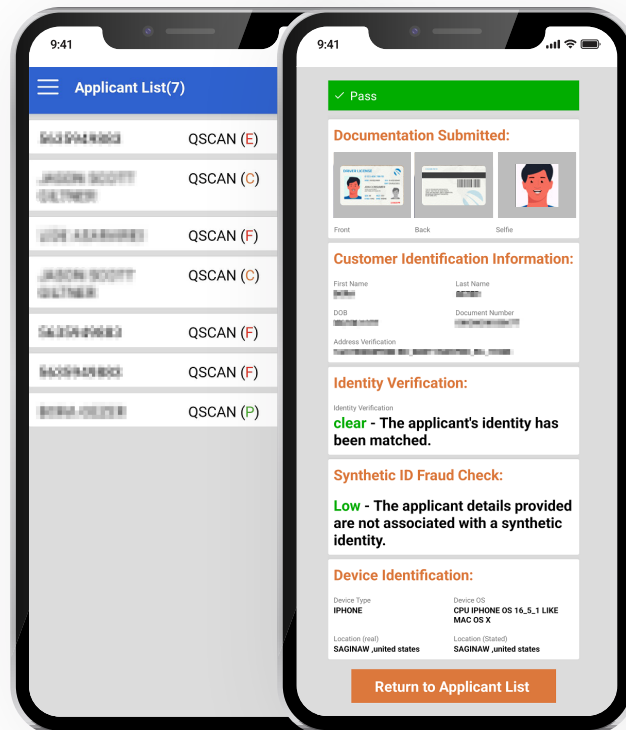 9:41
Applicant List(7)
QSCAN (E)
QSCAN (C)
QSCAN (F)
QSCAN (C)
QSCAN (F)
QSCAN (F)
QSCAN (P)
9:41
Pass
Documentation Submitted:
DRIVER LICENSE
Front Back Selfie
Customer Identification Information:
First Name Last Name
DOB Document Number
Address Verification
Identity Verification:
Identity Verification
clear - The applicant's identity has
been matched.
Synthetic ID Fraud Check:
Low - The applicant details provided
are not associated with a synthetic
identity.
Device Identification:
Device Type Device OS
IPHONE CPU IPHONE OS 16_5_1 LIKE
MAC OS X
Location (real) Location (Stated)
SAGINAW ,united states SAGINAW ,united states
Return to Applicant List